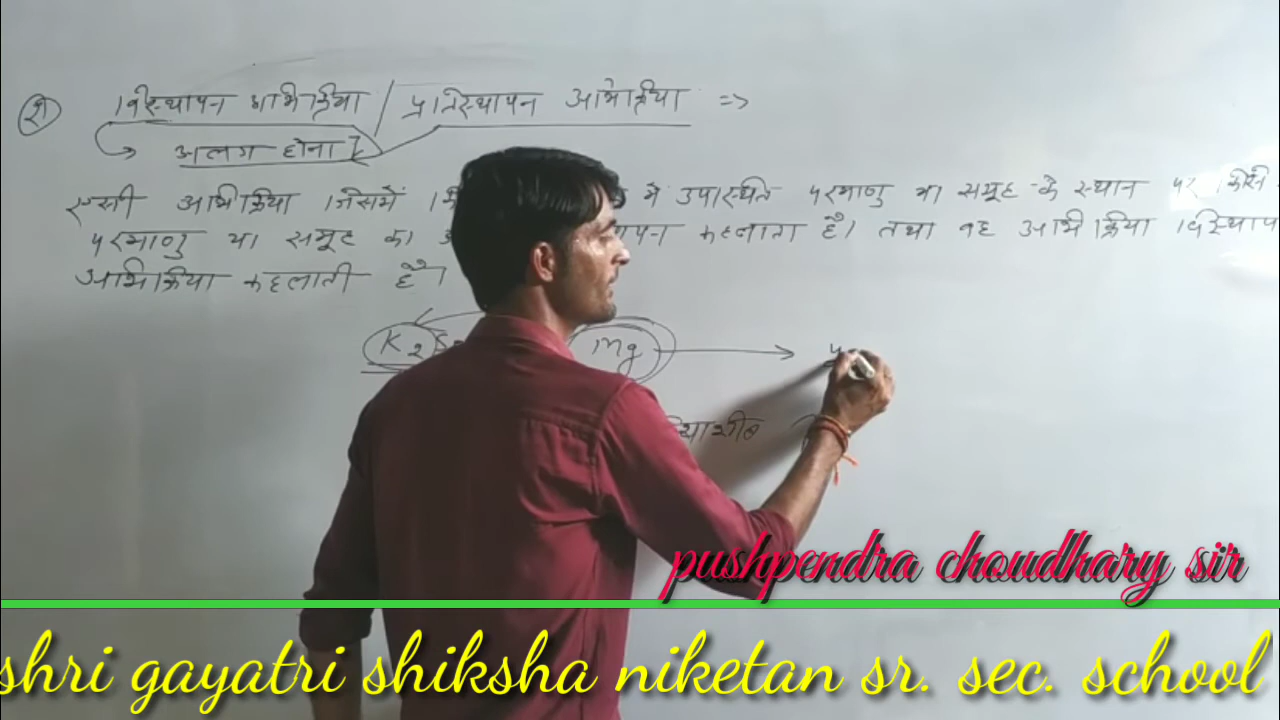 विस्थापन अभिक्रिया / प्रतिस्थापन अभिक्रिया =>
अलग होना
ऐसी अभिक्रिया जिसमें में उपस्थित परमाणु या समूह के स्थान पर किसी
परमाणु या समूह का कहलाता है। तथा वह अभिक्रिया विस्थाप
अभिक्रिया कहलाती है।
K2 Mg
pushpendra choudhary sir
shri gayatri shiksha niketan sr. sec. school